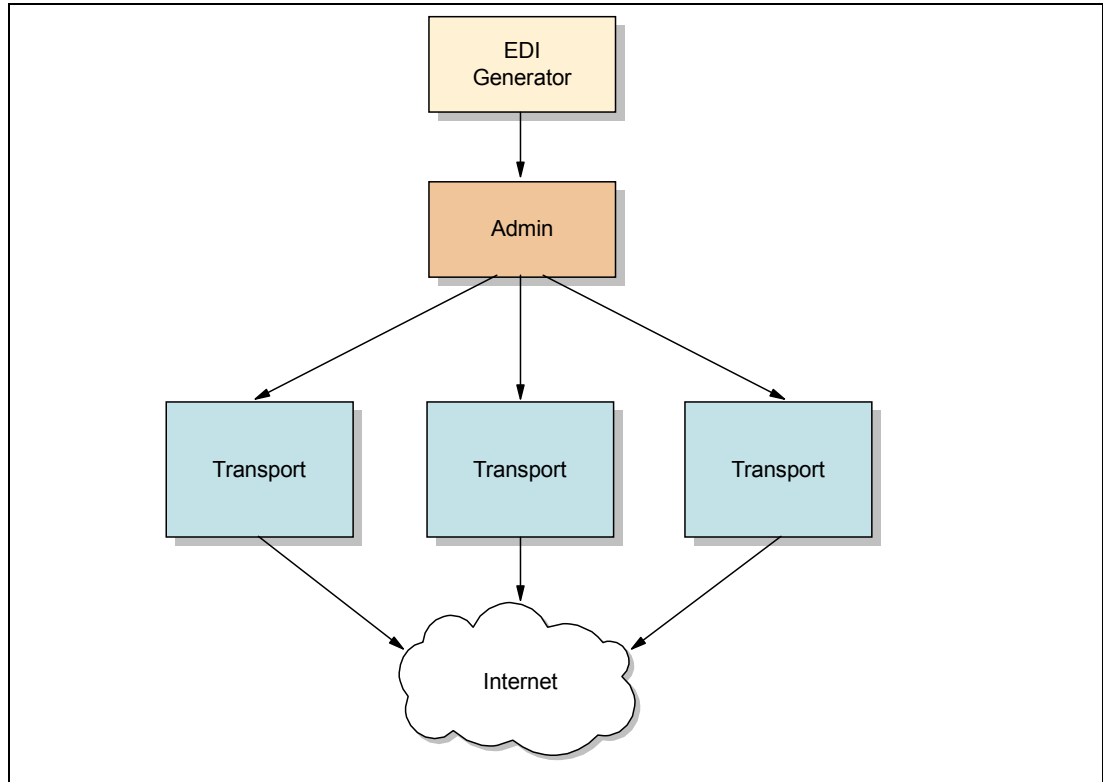 EDI
Generator
Admin
Transport
Transport
Transport
Internet